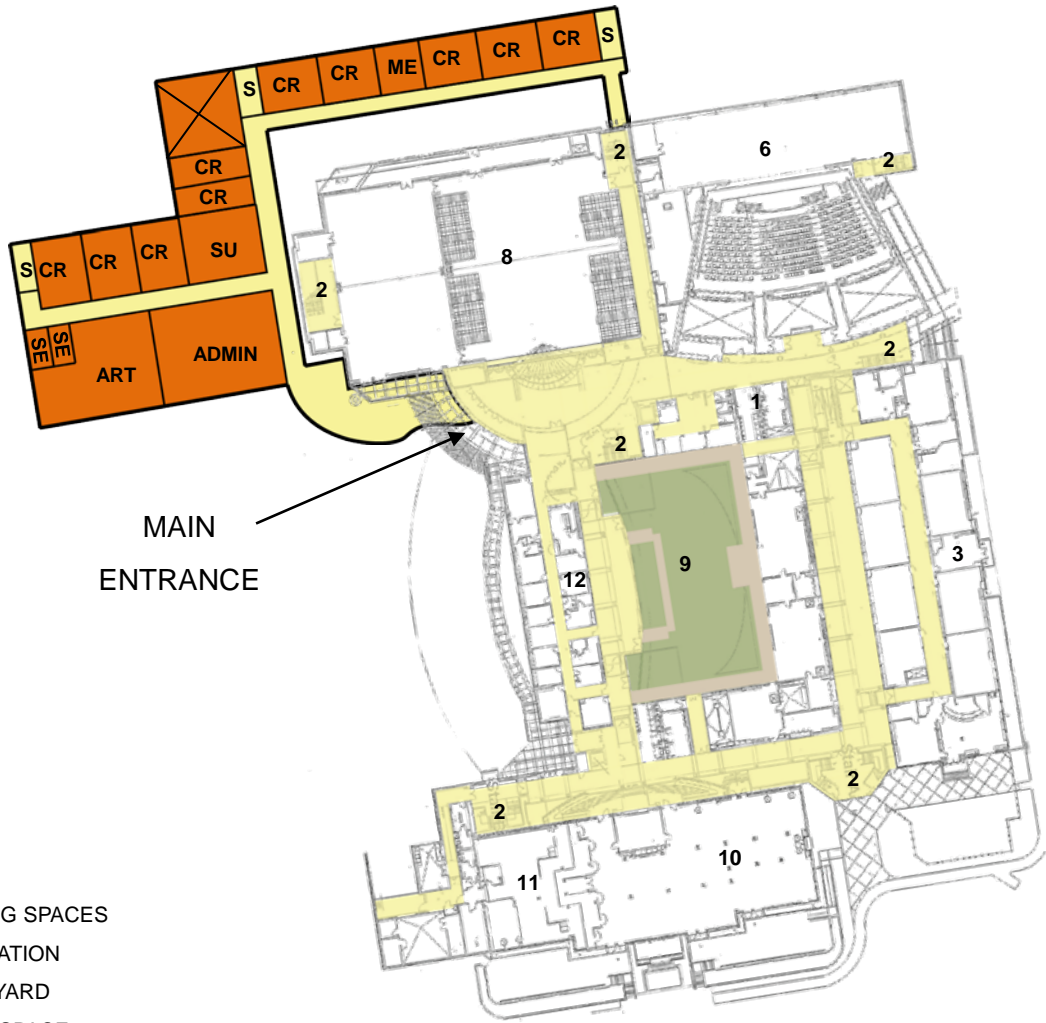 CR CR ME CR CR CR S
S
CR
CR
S CR CR CR SU
SE SE
ART ADMIN
2 6 2
8
2
2
1
2
MAIN
ENTRANCE
12 9 3
2
2
11 10
G SPACES
ATION
YARD